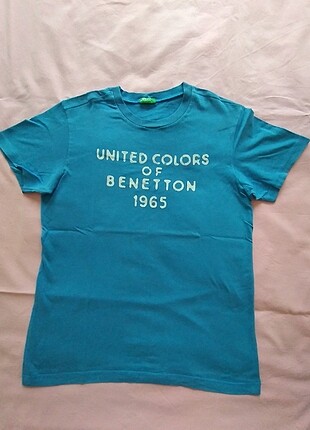 UNITED COLORS
OF
BENETTON
1965